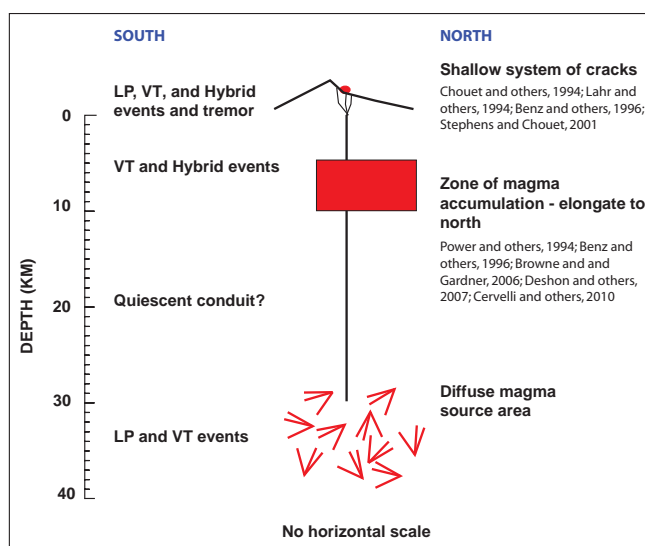 SOUTH
NORTH
LP, VT, and Hybrid
events and tremor
VT and Hybrid events
Quiescent conduit?
LP and VT events
DEPTH (KM)
0
10
20
30
40
Shallow system of cracks
Chouet and others, 1994; Lahr and
others, 1994; Benz and others, 1996;
Stephens and Chouet, 2001
Zone of magma
accumulation - elongate to
north
Power and others, 1994; Benz and
others, 1996; Browne and and
Gardner, 2006; Deshon and others,
2007; Cervelli and others, 2010
Diffuse magma
source area
No horizontal scale